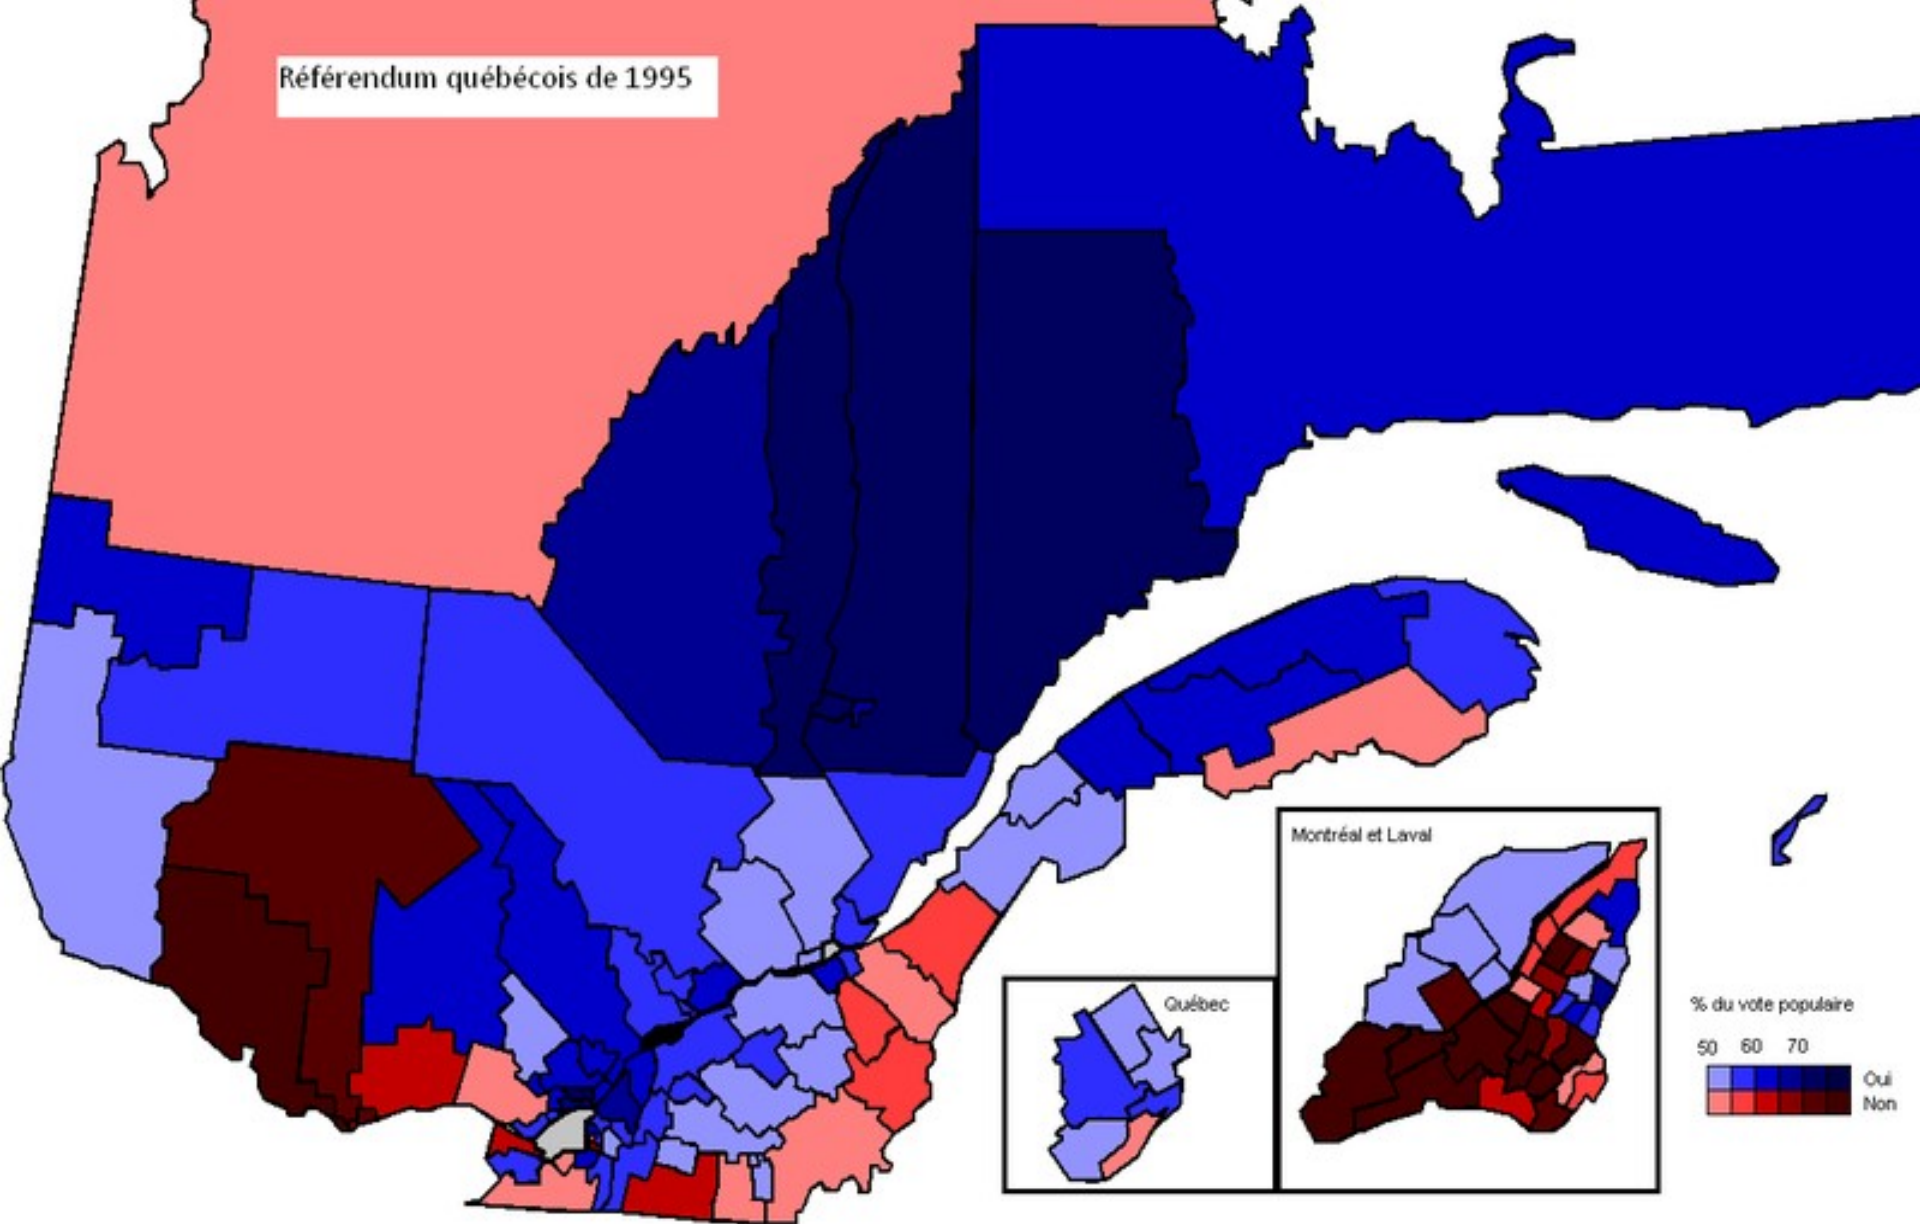 Référendum québécois de 1995
Montréal et Laval
Québec
% du vote populaire
50 60 70
Oui
Non